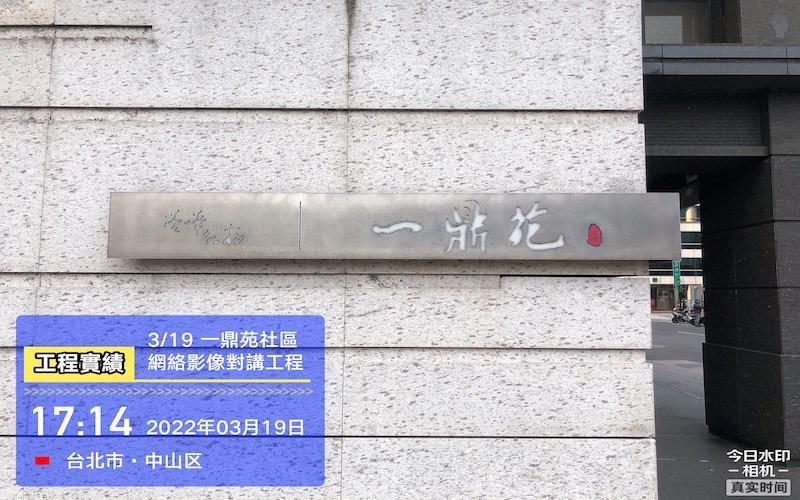 一鼎苑
工程實績
3/19 一鼎苑社區
網絡影像對講工程
17:14
2022年03月19日
台北市·中山区
今日水印
-相机-
真实时间